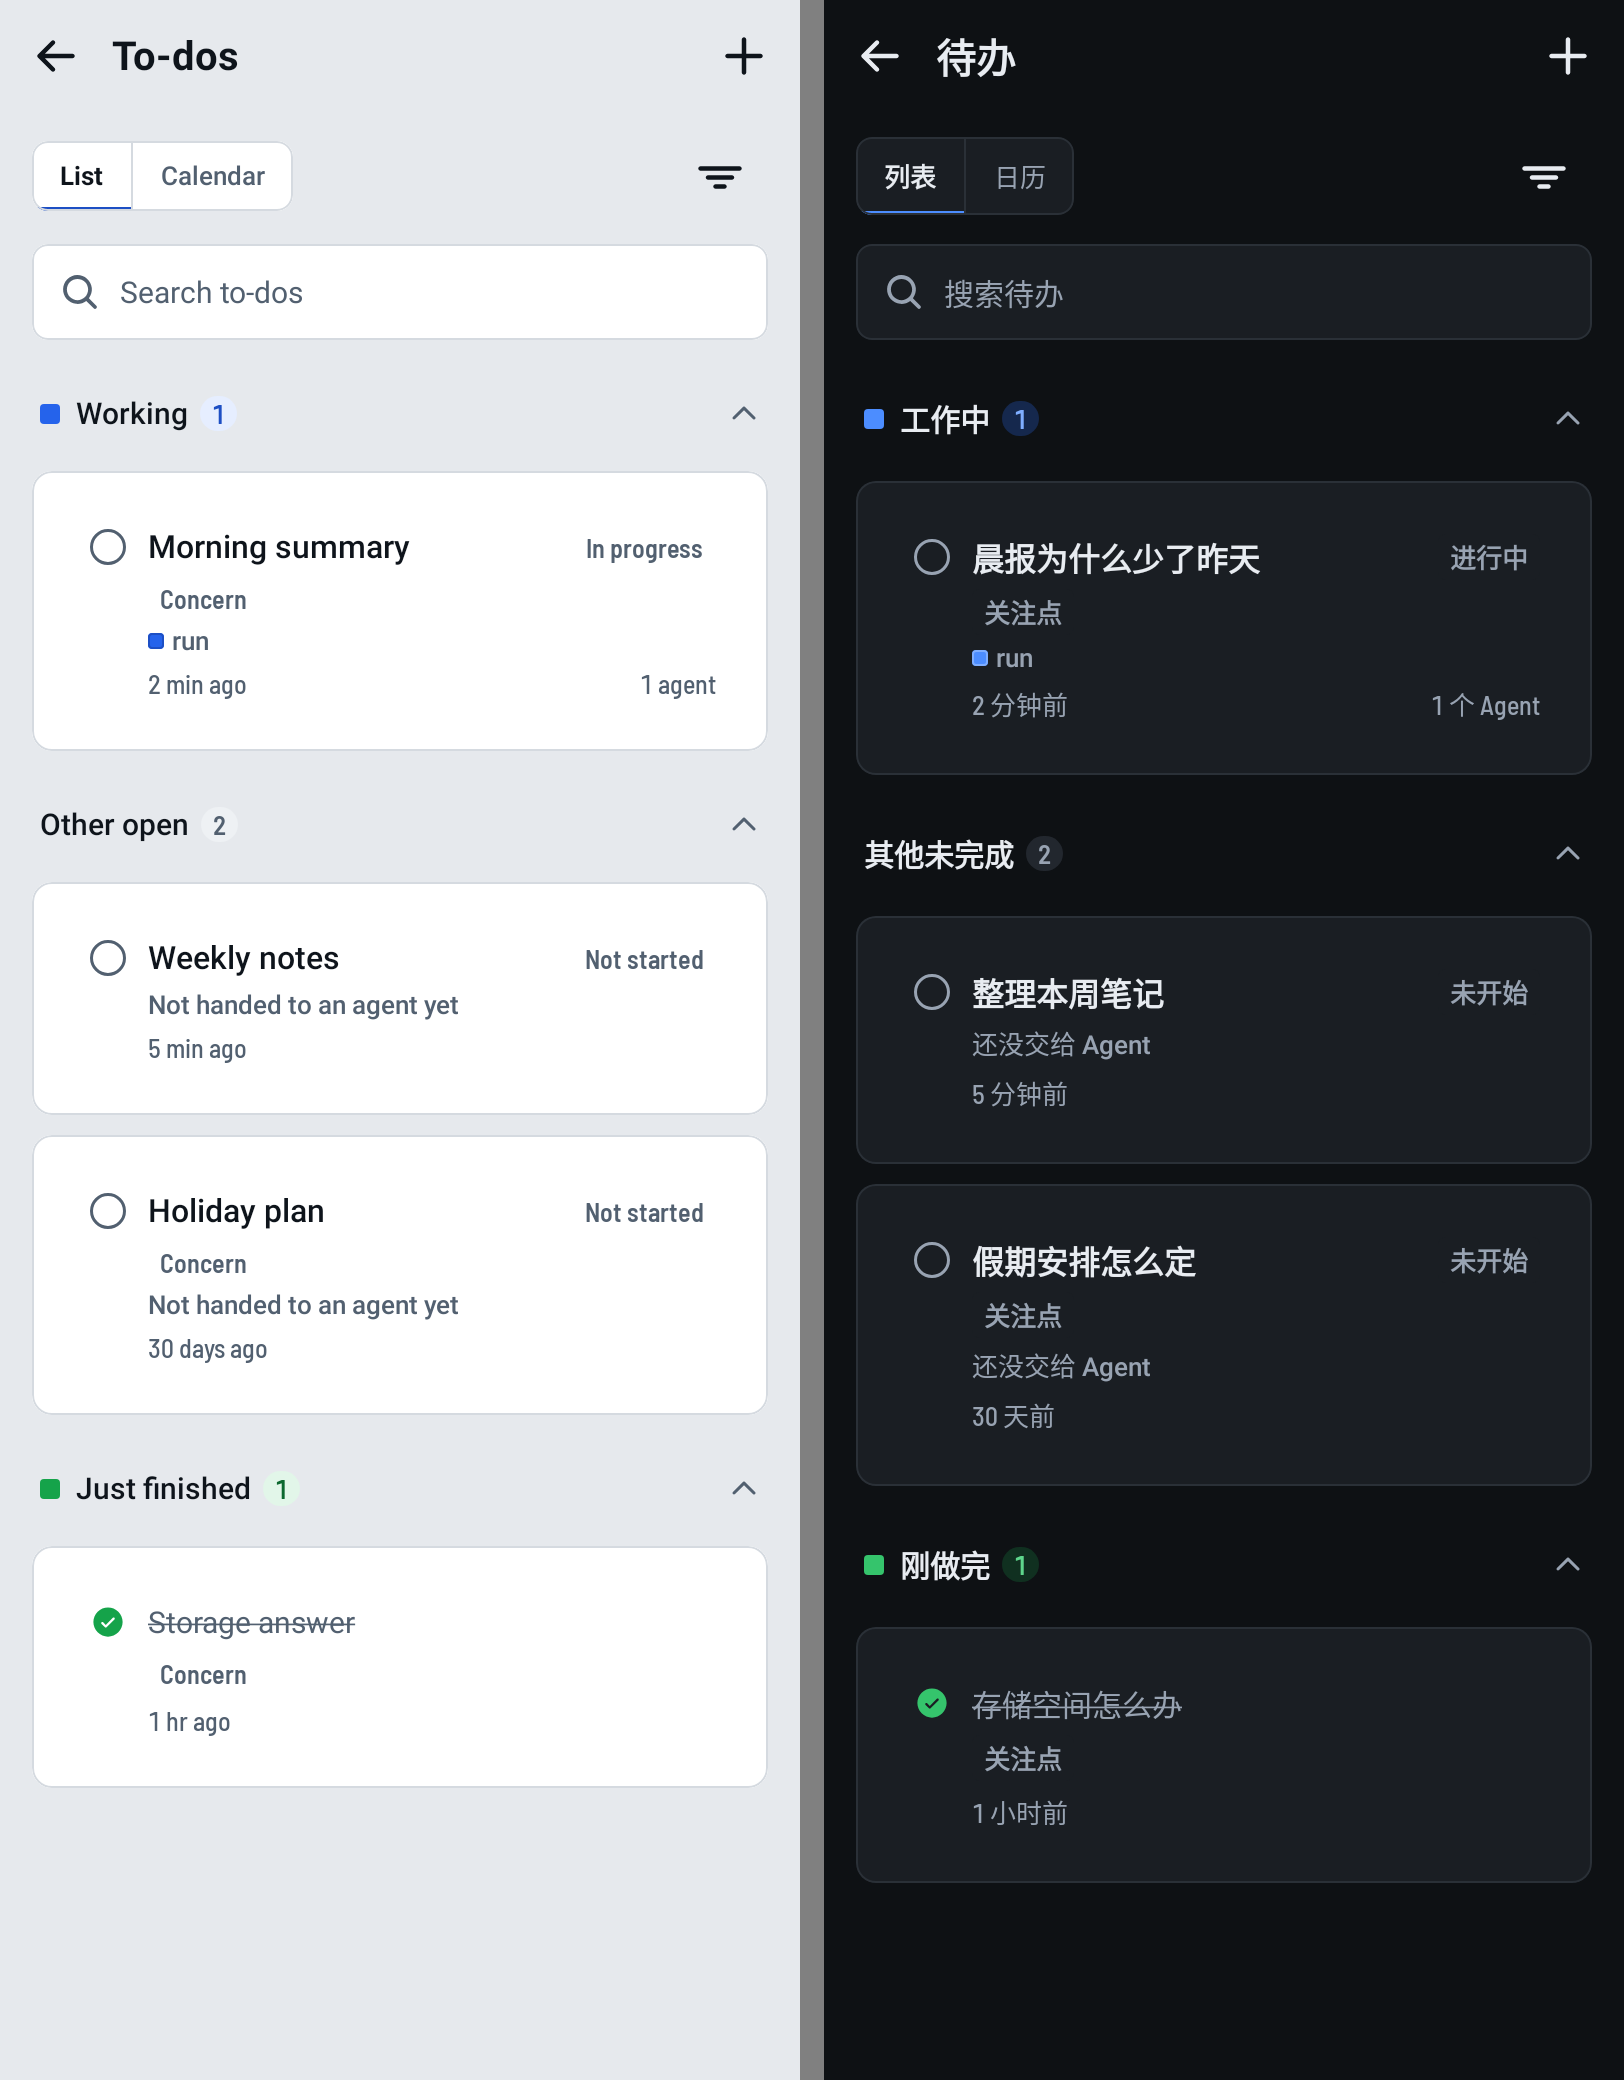 To-dos
List
Calendar
Search to-dos
Working 1
Morning summary
In progress
Concern
run
2 min ago
1 agent
Other open 2
Weekly notes
Not started
Not handed to an agent yet
5 min ago
Holiday plan
Not started
Concern
Not handed to an agent yet
30 days ago
Just finished 1
Storage answer
Concern
1 hr ago
待办
列表
日历
搜索待办
工作中 1
晨报为什么少了昨天
进行中
关注点
run
2 分钟前
1 个 Agent
其他未完成 2
整理本周笔记
未开始
还没交给 Agent
5 分钟前
假期安排怎么定
未开始
关注点
还没交给 Agent
30 天前
刚做完 1
存储空间怎么办
关注点
1 小时前